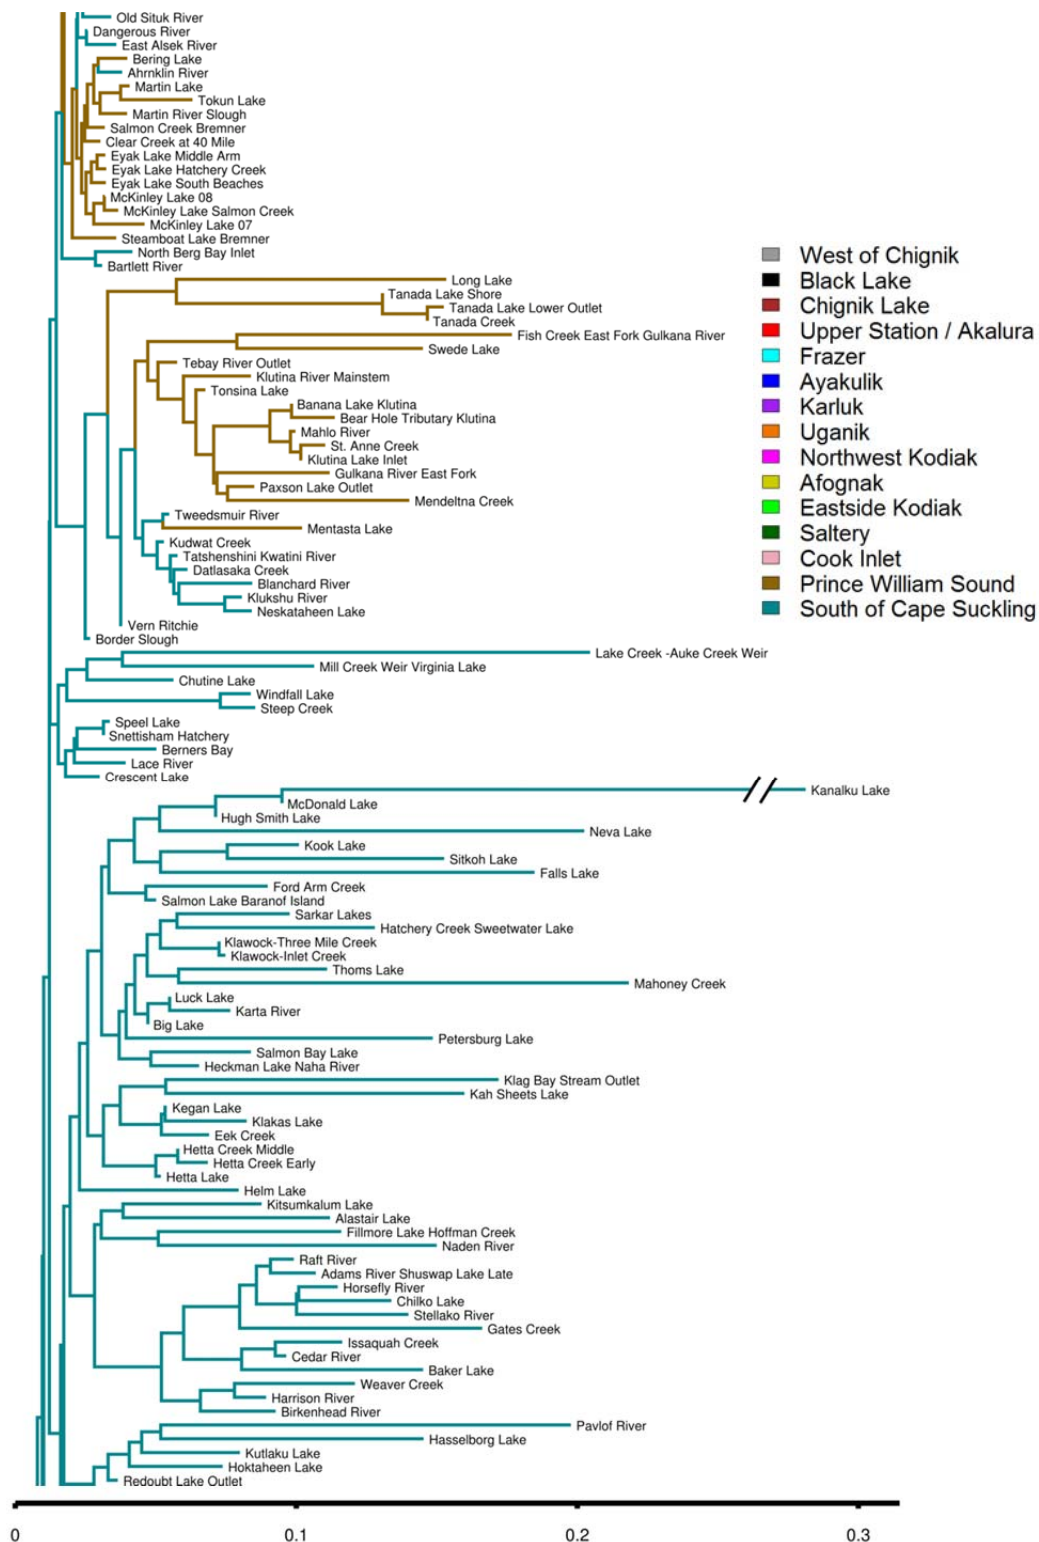 Old Situk River
Dangerous River
East Alsek River
Bering Lake
Ahrnklin River
Martin Lake
Tokun Lake
Martin River Slough
Salmon Creek Bremner
Clear Creek at 40 Mile
Eyak Lake Middle Arm
Eyak Lake Hatchery Creek
Eyak Lake South Beaches
McKinley Lake 08
McKinley Lake Salmon Creek
McKinley Lake 07
Steamboat Lake Bremner
North Berg Bay Inlet
Bartlett River
Long Lake
Tanada Lake Shore
Tanada Lake Lower Outlet
Tanada Creek
Fish Creek East Fork Gulkana River
Swede Lake
Tebay River Outlet
Klutina River Mainstem
Tonsina Lake
Banana Lake Klutina
Bear Hole Tributary Klutina
Mahlo River
St. Anne Creek
Klutina Lake Inlet
Gulkana River East Fork
Paxson Lake Outlet
Mendeltna Creek
Tweedsmuir River
Mentasta Lake
Kudwat Creek
Tatshenshini Kwatini River
Datlasaka Creek
Blanchard River
Klukshu River
Neskataheen Lake
Vern Ritchie
Border Slough
Lake Creek -Auke Creek Weir
Mill Creek Weir Virginia Lake
Chutine Lake
Windfall Lake
Steep Creek
Speel Lake
Snettisham Hatchery
Berners Bay
Lace River
Crescent Lake
Kanalku Lake
McDonald Lake
Hugh Smith Lake
Neva Lake
Kook Lake
Sitkoh Lake
Falls Lake
Ford Arm Creek
Salmon Lake Baranof Island
Sarkar Lakes
Hatchery Creek Sweetwater Lake
Klawock-Three Mile Creek
Klawock-Inlet Creek
Thoms Lake
Mahoney Creek
Luck Lake
Karta River
Big Lake
Petersburg Lake
Salmon Bay Lake
Heckman Lake Naha River
Klag Bay Stream Outlet
Kah Sheets Lake
Kegan Lake
Klakas Lake
Eek Creek
Hetta Creek Middle
Hetta Creek Early
Hetta Lake
Helm Lake
Kitsumkalum Lake
Alastair Lake
Fillmore Lake Hoffman Creek
Naden River
Raft River
Adams River Shuswap Lake Late
Horsefly River
Chilko Lake
Stellako River
Gates Creek
Issaquah Creek
Cedar River
Baker Lake
Weaver Creek
Harrison River
Birkenhead River
Pavlof River
Hasselborg Lake
Kutlaku Lake
Hoktaheen Lake
Redoubt Lake Outlet
West of Chignik
Black Lake
Chignik Lake
Upper Station / Akalura
Frazer
Ayakulik
Karluk
Uganik
Northwest Kodiak
Afognak
Eastside Kodiak
Saltery
Cook Inlet
Prince William Sound
South of Cape Suckling
0 0.1 0.2 0.3